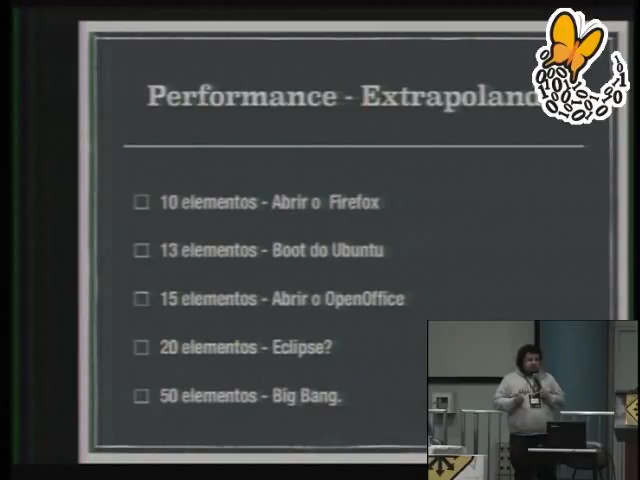 Performance - Extrapoland
10 elementos - Abrir o Firefox
13 elementos - Boot do Ubuntu
15 elementos - Abrir o OpenOffice
20 elementos - Eclipse?
50 elementos - Big Bang.